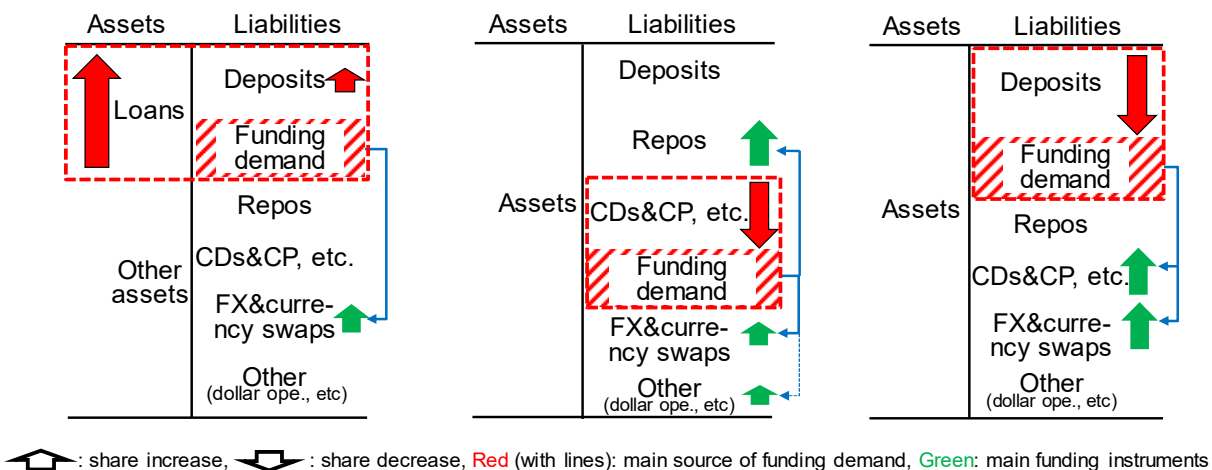 Assets Liabilities
Deposits
Loans
Funding
demand
Repos
CDs&CP, etc.
Other
assets
FX&curre-
ncy swaps
Other
(dollar ope., etc)
Assets Liabilities
Deposits
Repos
Assets
CDs&CP, etc.
Funding
demand
FX&curre-
ncy swaps
Other
(dollar ope., etc)
Assets Liabilities
Deposits
Funding
demand
Assets
Repos
CDs&CP, etc.
FX&curre-
ncy swaps
Other
(dollar ope., etc)
: share increase, : share decrease, Red (with lines): main source of funding demand, Green: main funding instruments